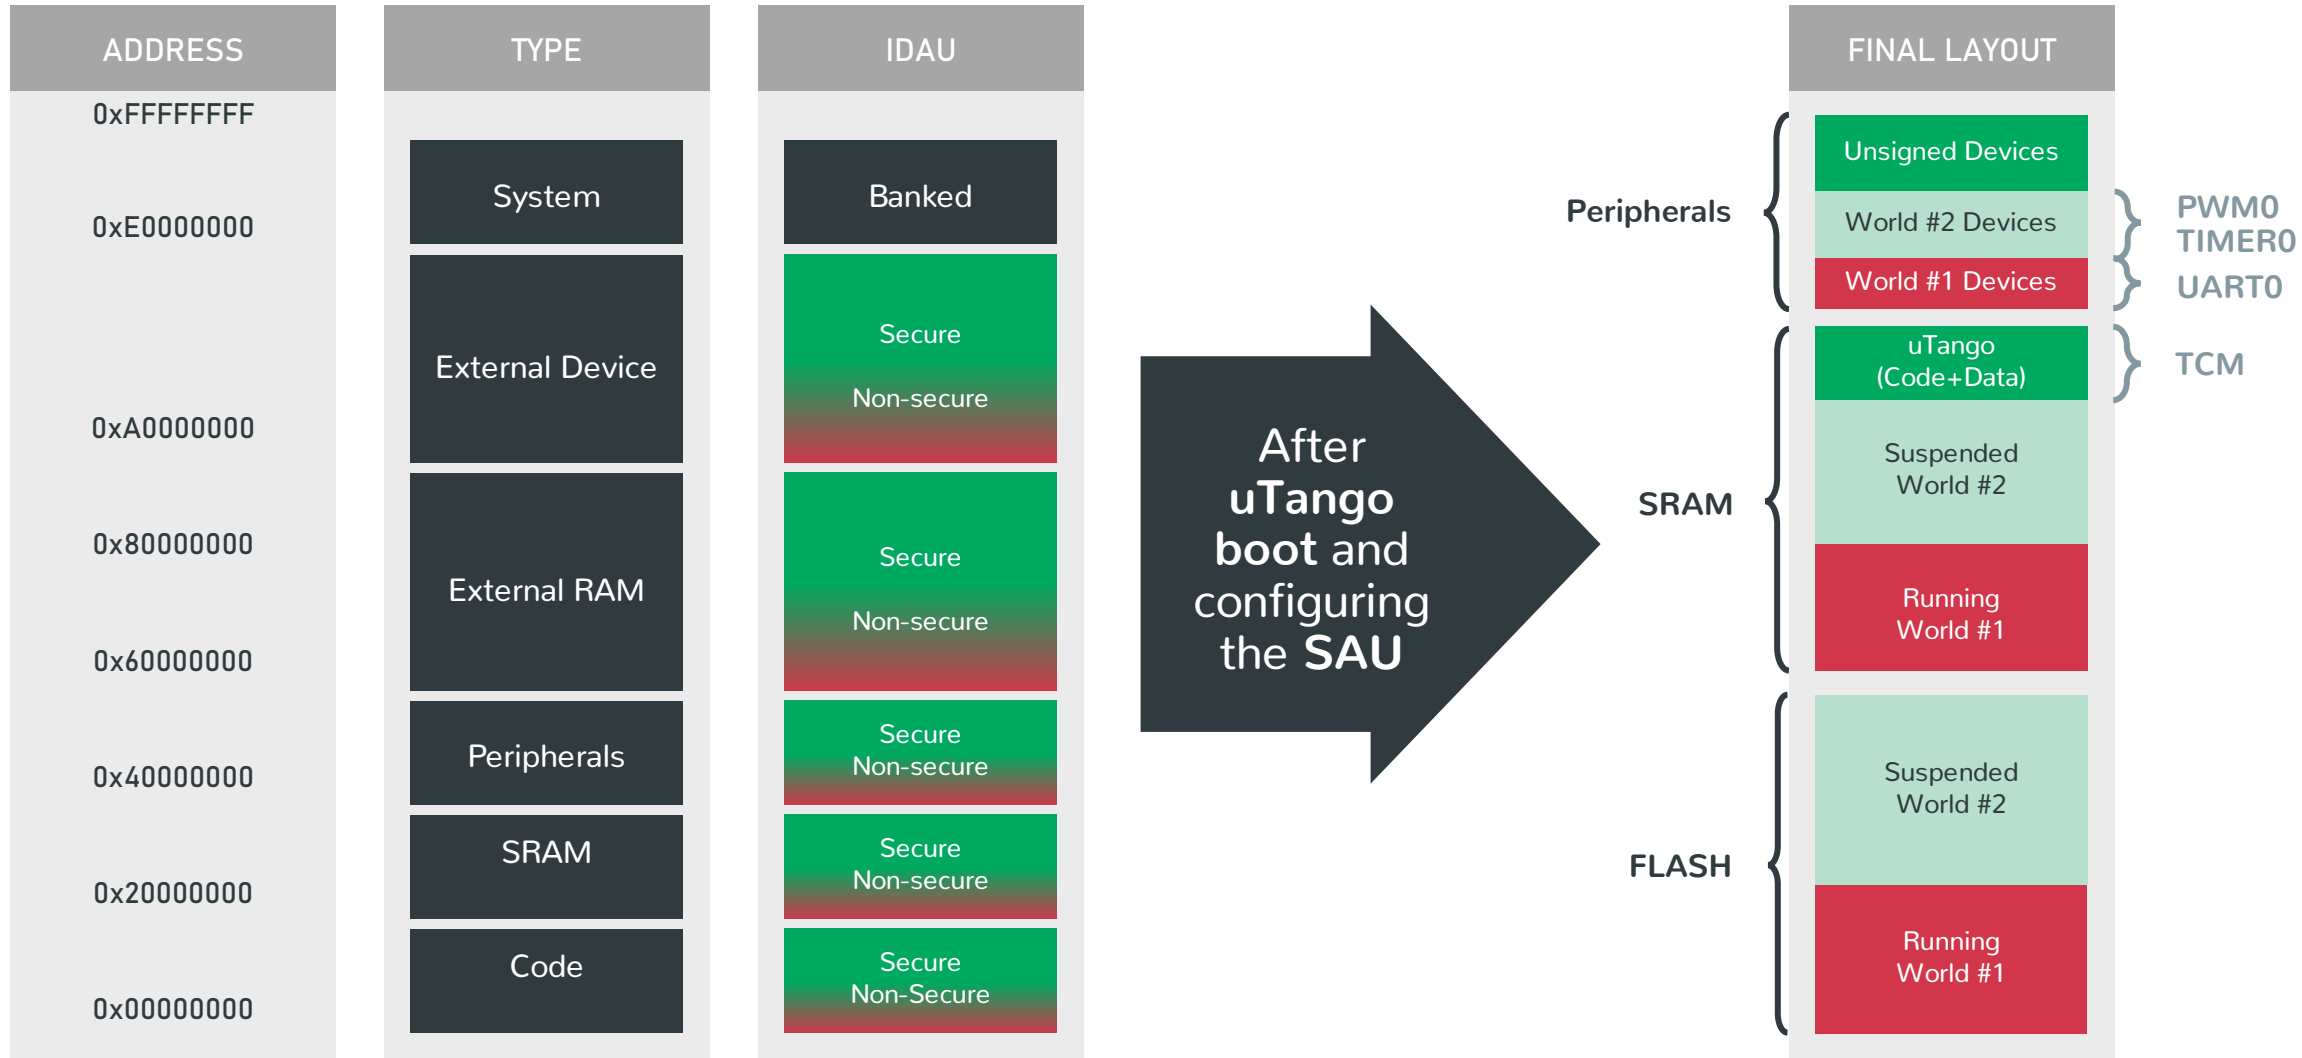 ADDRESS
0xFFFFFFFF
0xE0000000
0xA0000000
0x80000000
0x60000000
0x40000000
0x20000000
0x00000000
TYPE
System
External Device
External RAM
Peripherals
SRAM
Code
IDAU
Banked
Secure
Non-secure
Secure
Non-secure
Secure
Non-secure
Secure
Non-secure
Secure
Non-Secure
After
uTango
boot and
configuring
the SAU
Peripherals
SRAM
FLASH
FINAL LAYOUT
Unsigned Devices
World #2 Devices
World #1 Devices
uTango
(Code+Data)
Suspended
World #2
Running
World #1
Suspended
World #2
Running
World #1
PWM0
TIMER0
UART0
TCM